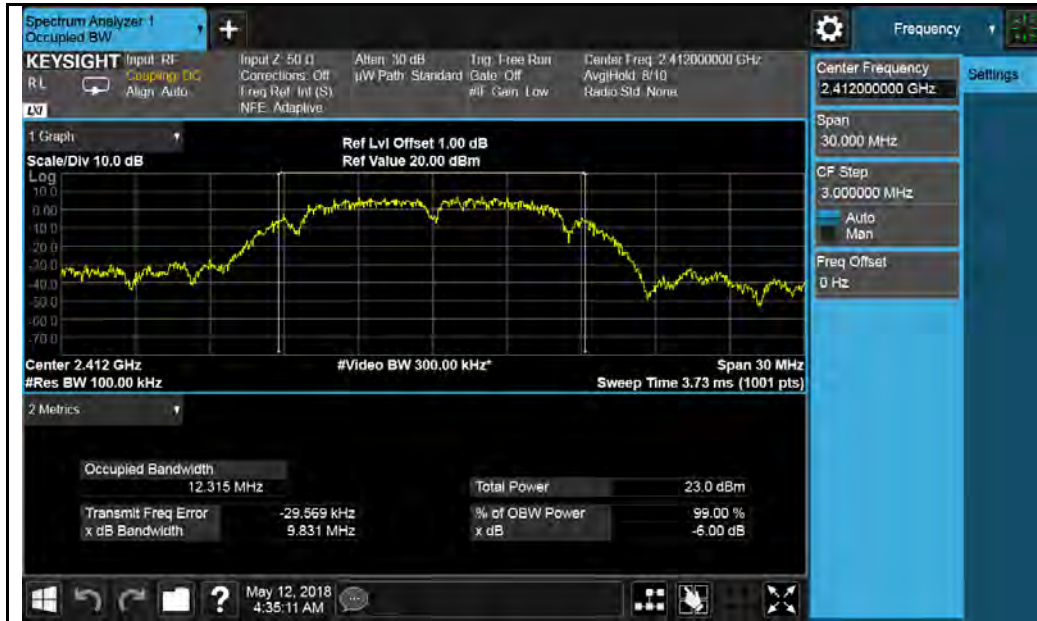 Spectrum Analyzer 1
Occupied BW
+
Frequency
KEYSIGHT
R L
LXI
Input: RF
Coupling: DC
Align: Auto
Input Z: 50 Ω
Corrections: Off
Freq Ref: Int (S)
NFE: Adaptive
Atten: 30 dB
µW Path: Standard
Trig: Free Run
Gate: Off
#IF Gain: Low
Center Freq: 2.412000000 GHz
Avg|Hold: 8/10
Radio Std: None
Center Frequency
2.412000000 GHz
Settings
Span
30.000 MHz
CF Step
3.000000 MHz
Auto
Man
Freq Offset
0 Hz
1 Graph
Scale/Div 10.0 dB
Ref Lvl Offset 1.00 dB
Ref Value 20.00 dBm
Log
10.0
0.00
-10.0
-20.0
-30.0
-40.0
-50.0
-60.0
-70.0
Center 2.412 GHz
#Video BW 300.00 kHz*
Span 30 MHz
#Res BW 100.00 kHz
Sweep Time 3.73 ms (1001 pts)
2 Metrics
Occupied Bandwidth
12.315 MHz
Total Power 23.0 dBm
Transmit Freq Error -29.569 kHz
% of OBW Power 99.00 %
x dB Bandwidth 9.831 MHz
x dB -6.00 dB
?
May 12, 2018
4:35:11 AM